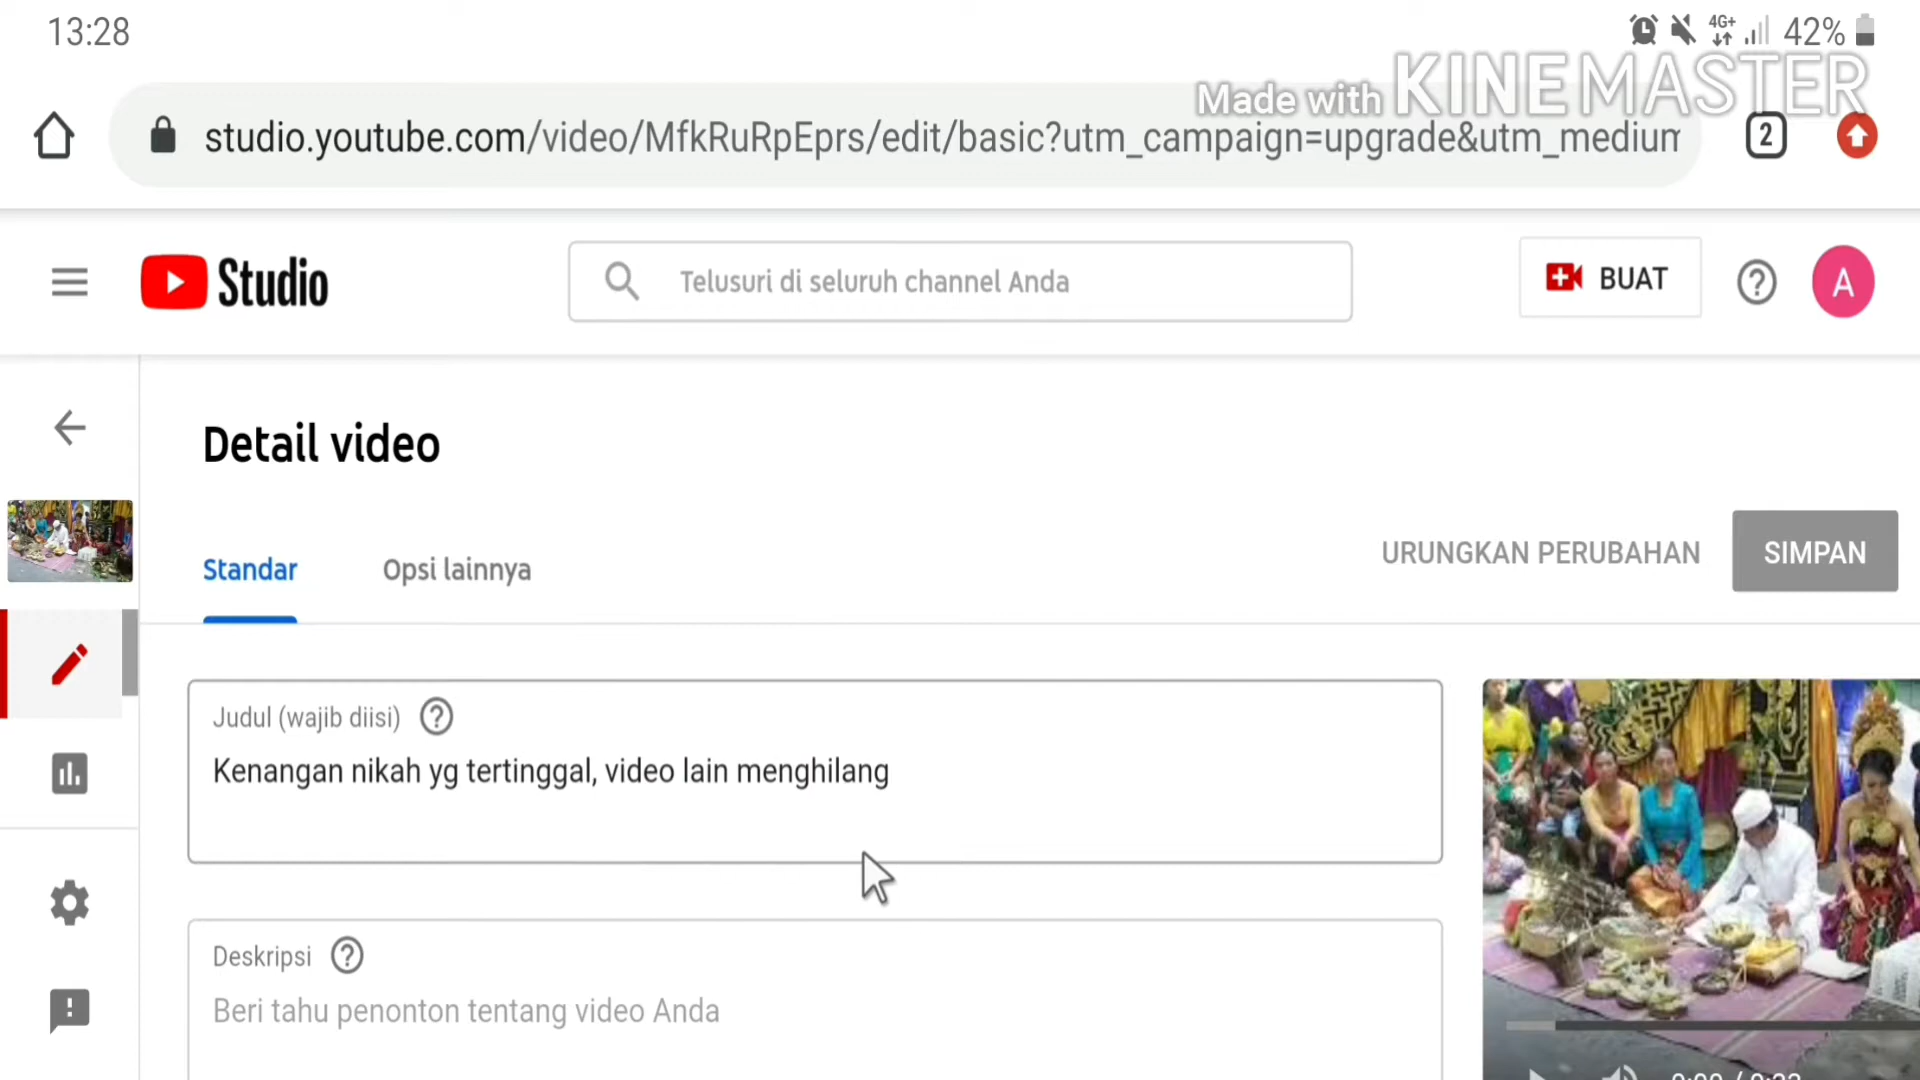 13:28
4G+ 42%
Made with KINEMASTER
studio.youtube.com/video/MfkRuRpEprs/edit/basic?utm_campaign=upgrade&utm_medium
2
Studio
Telusuri di seluruh channel Anda
BUAT
A
Detail video
Standar
Opsi lainnya
URUNGKAN PERUBAHAN
SIMPAN
Judul (wajib diisi)
Kenangan nikah yg tertinggal, video lain menghilang
Deskripsi
Beri tahu penonton tentang video Anda